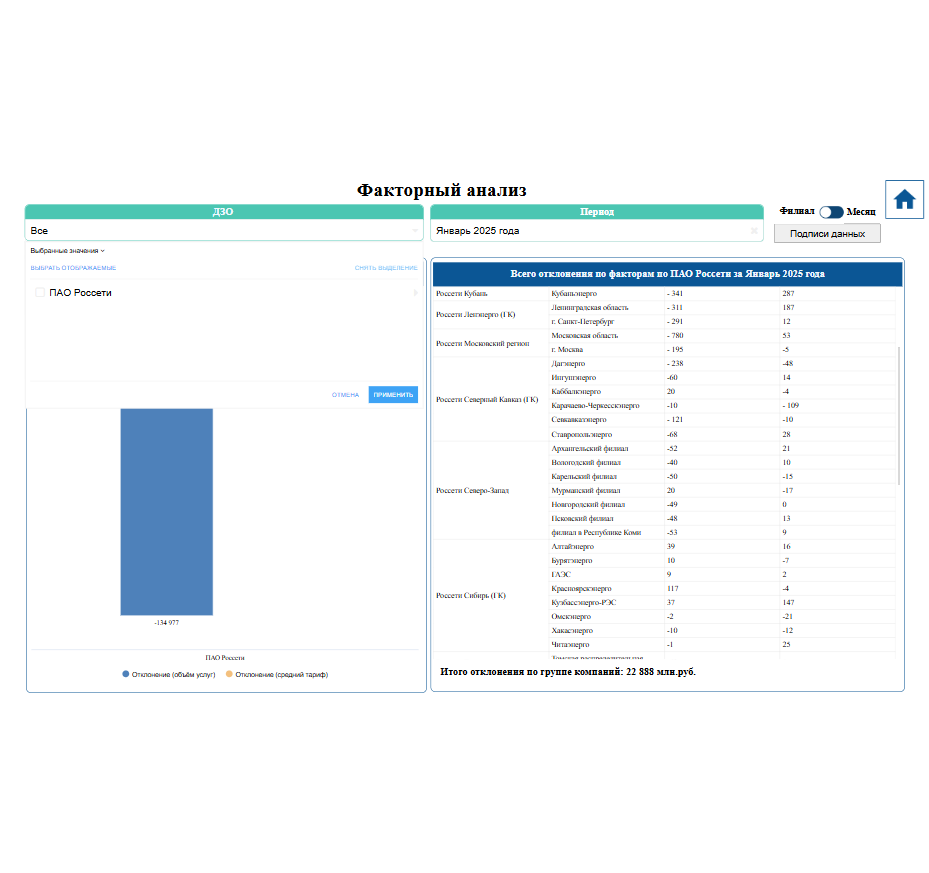 Факторный анализ
ДЗО
Период
Филиал Месяц
Все
Январь 2025 года
Подписи данных
Выбранные значения
ВЫБРАТЬ ОТОБРАЖАЕМЫЕ СНЯТЬ ВЫДЕЛЕНИЕ
ПАО Россети
ОТМЕНА ПРИМЕНИТЬ
-134 977
ПАО Россети
Отклонение (объём услуг) Отклонение (средний тариф)
Всего отклонения по факторам по ПАО Россети за Январь 2025 года
Россети Кубань Кубаньэнерго - 341 287
Россети Ленэнерго (ГК) Ленинградская область - 311 187
г. Санкт-Петербург - 291 12
Россети Московский регион Московская область - 780 53
г. Москва - 195 -5
Россети Северный Кавказ (ГК) Дагэнерго - 238 -48
Ингушэнерго -60 14
Каббалкэнерго 20 -4
Карачаево-Черкесскэнерго -10 - 109
Севкавказэнерго - 121 -10
Ставропольэнерго -68 28
Россети Северо-Запад Архангельский филиал -52 21
Вологодский филиал -40 10
Карельский филиал -50 -15
Мурманский филиал 20 -17
Новгородский филиал -49 0
Псковский филиал -48 13
филиал в Республике Коми -53 9
Россети Сибирь (ГК) Алтайэнерго 39 16
Бурятэнерго 10 -7
ГАЭС 9 2
Красноярскэнерго 117 -4
Кузбассэнерго-РЭС 37 147
Омскэнерго -2 -21
Хакасэнерго -10 -12
Читаэнерго -1 25
Томская распределительная
Итого отклонения по группе компаний: 22 888 млн.руб.